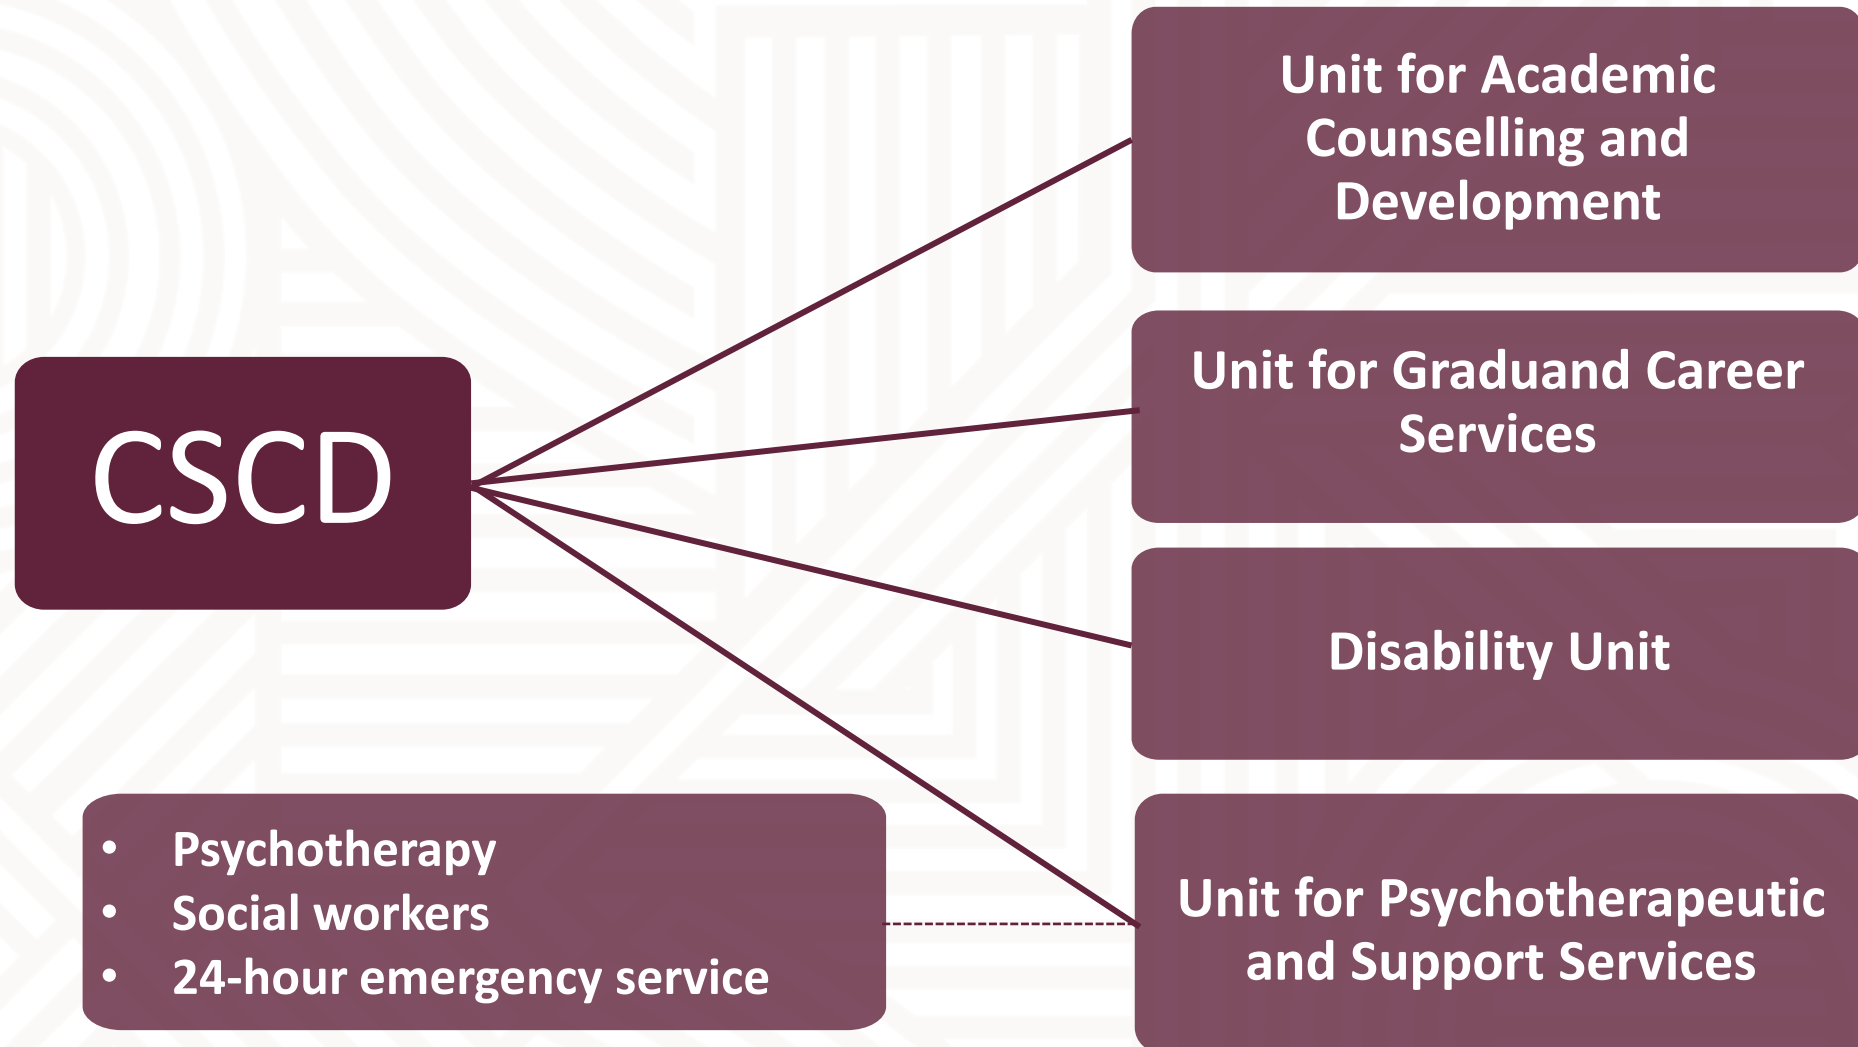 CSCD
Unit for Academic
Counselling and
Development
Unit for Graduand Career
Services
Disability Unit
Unit for Psychotherapeutic
and Support Services
• Psychotherapy
• Social workers
• 24-hour emergency service